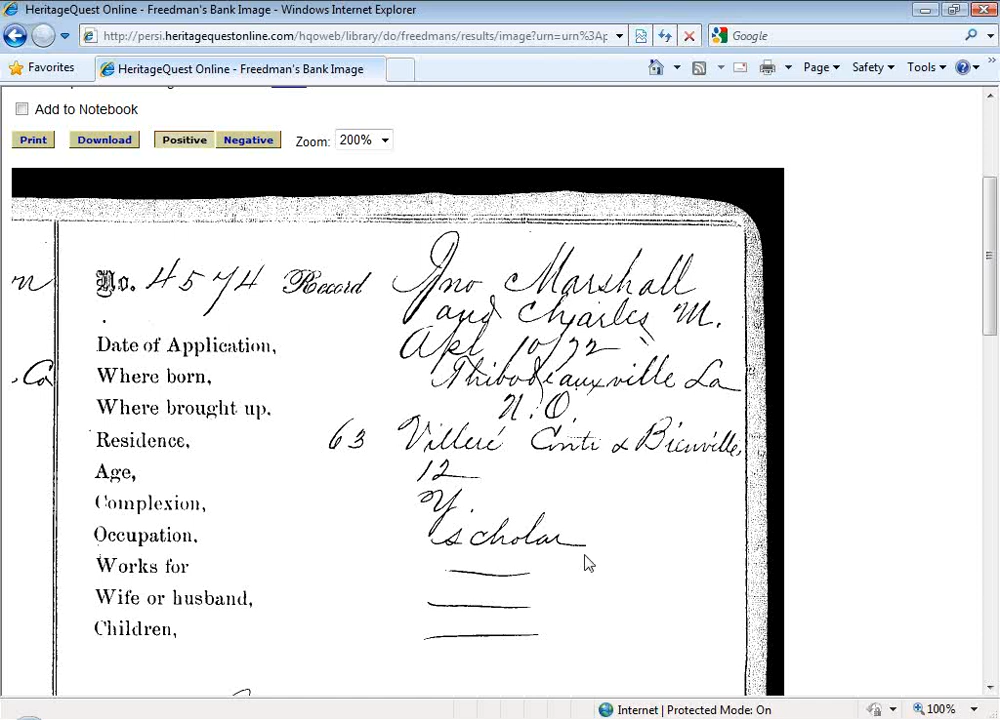 HeritageQuest Online - Freedman's Bank Image - Windows Internet Explorer
http://persi.heritagequestonline.com/hqoweb/library/do/freedmans/results/image?urn=urn%3Ap
Google
Favorites
HeritageQuest Online - Freedman's Bank Image
Page
Safety
Tools
Add to Notebook
Print
Download
Positive
Negative
Zoom:
200%
No. 4574 Record Jno Marshall
and Charles M.
Date of Application, Apl 10/72
. Co
Where born, Thibodeauxville La
Where brought up. N.O.
Residence, 63 Villeré Conti & Bienville,
Age, 12
Complexion, Y.
Occupation, scholar
Works for
Wife or husband,
Children,
Internet | Protected Mode: On
100%